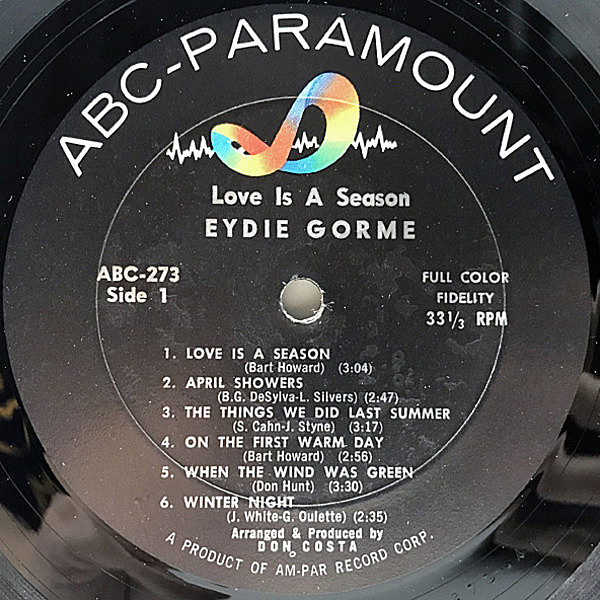 ABC-PARAMOUNT
Love Is A Season
EYDIE GORME
ABC-273
Side 1
FULL COLOR
FIDELITY
33 1/3 RPM
1. LOVE IS A SEASON
(Bart Howard) (3:04)
2. APRIL SHOWERS
(B.G. DeSylva-L. Silvers) (2:47)
3. THE THINGS WE DID LAST SUMMER
(S. Cahn-J. Styne) (3:17)
4. ON THE FIRST WARM DAY
(Bart Howard) (2:56)
5. WHEN THE WIND WAS GREEN
(Don Hunt) (3:30)
6. WINTER NIGHT
(J. White-G. Oulette) (2:35)
Arranged & Produced by
DON COSTA
A PRODUCT OF AM-PAR RECORD CORP.